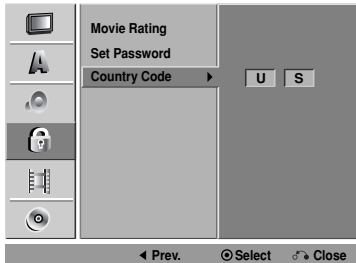 Movie Rating
Set Password
Country Code U S
Prev. Select Close